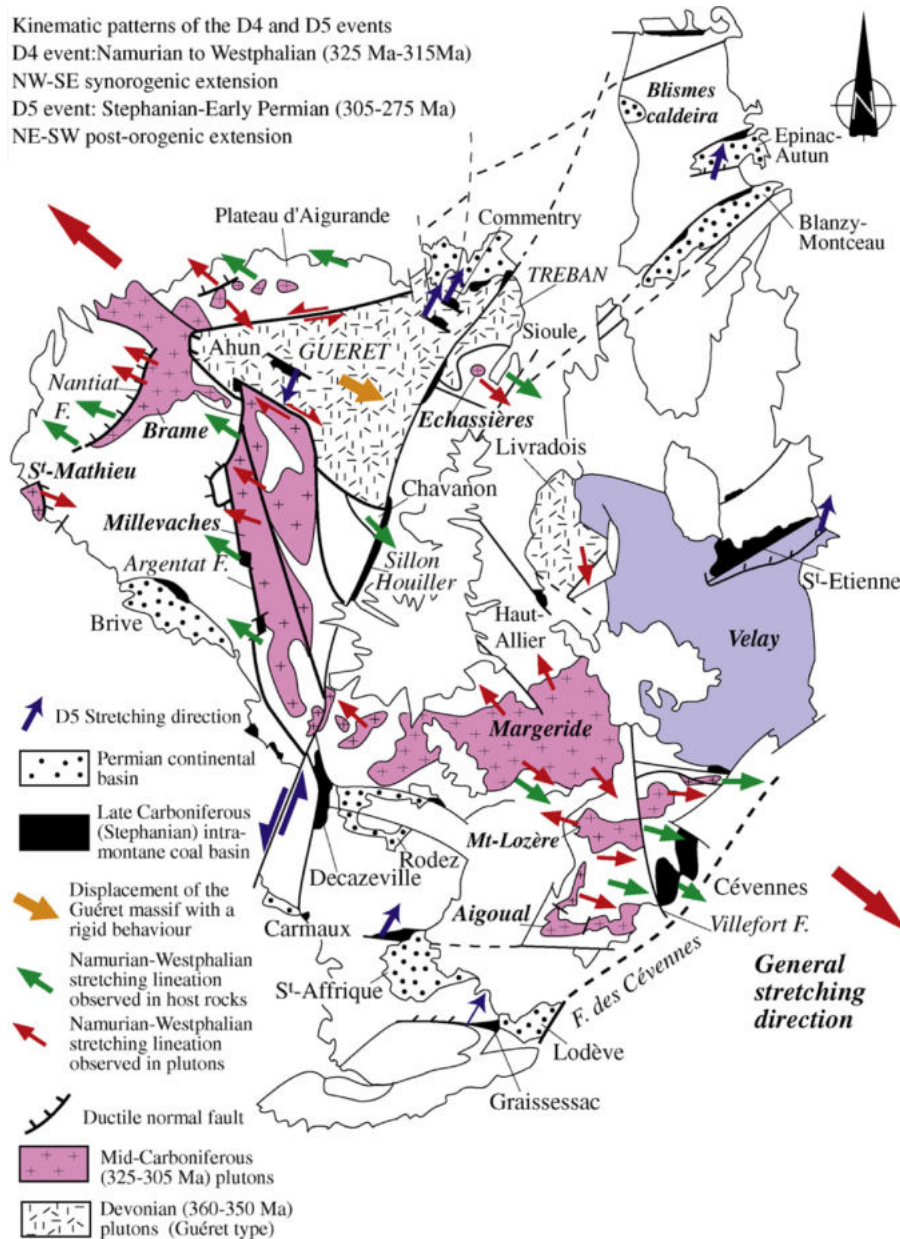 Kinematic patterns of the D4 and D5 events
D4 event:Namurian to Westphalian (325 Ma-315Ma)
NW-SE synorogenic extension
D5 event: Stephanian-Early Permian (305-275 Ma)
NE-SW post-orogenic extension
N
Blismes
caldeira
Epinac-
Autun
Blanzy-
Montceau
Plateau d'Aigurande
Commentry
TREBAN
Sioule
Ahun
GUERET
Nantiat
F.
Brame
Echassières
Livradois
St-Mathieu
Chavanon
Millevaches
Argentat F.
Sillon
Houiller
St-Etienne
Brive
Haut-
Allier
Velay
Margeride
D5 Stretching direction
Permian continental
basin
Late Carboniferous
(Stephanian) intra-
montane coal basin
Mt-Lozère
Rodez
Decazeville
Cévennes
Displacement of the
Guéret massif with a
rigid behaviour
Carmaux
Aigoual
Villefort F.
Namurian-Westphalian
stretching lineation
observed in host rocks
St-Affrique
F. des Cévennes
General
stretching
direction
Namurian-Westphalian
stretching lineation
observed in plutons
Lodève
Graissessac
Ductile normal fault
Mid-Carboniferous
(325-305 Ma) plutons
Devonian (360-350 Ma)
plutons (Guéret type)